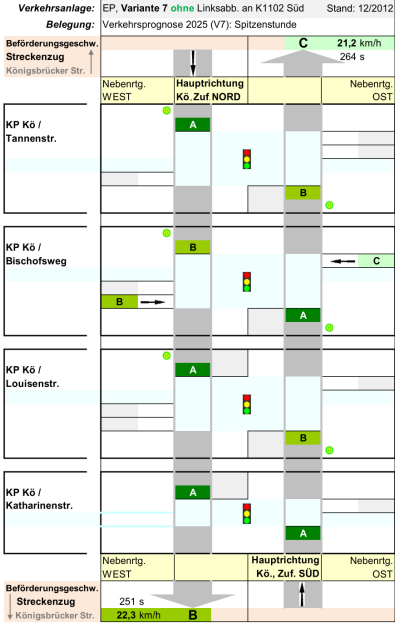 Verkehrsanlage: EP, Variante 7 ohne Linksabb. an K1102 Süd Stand: 12/2012
Belegung: Verkehrsprognose 2025 (V7): Spitzenstunde
Beförderungsgeschw. C 21,2 km/h
Streckenzug 264 s
Königsbrücker Str.
Nebenrtg. Hauptrichtung Nebenrtg.
WEST Kö.Zuf NORD OST
KP Kö /
Tannenstr.
A
B
KP Kö /
Bischofsweg
B
C
B
A
KP Kö /
Louisenstr.
A
B
KP Kö /
Katharinenstr.
A
A
Nebenrtg. Hauptrichtung Nebenrtg.
WEST Kö., Zuf. SÜD OST
Beförderungsgeschw.
Streckenzug 251 s
Königsbrücker Str. 22,3 km/h B